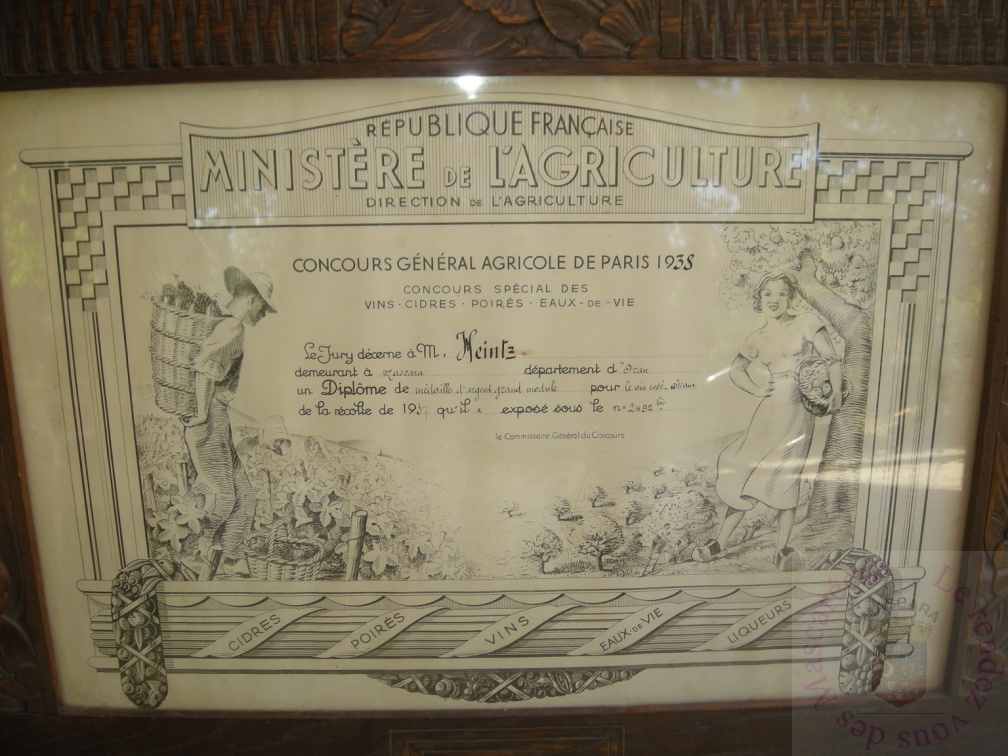 RÉPUBLIQUE FRANÇAISE
MINISTÈRE DE L'AGRICULTURE
DIRECTION DE L'AGRICULTURE
CONCOURS GÉNÉRAL AGRICOLE DE PARIS 1938
CONCOURS SPÉCIAL DES
VINS · CIDRES · POIRÉS · EAUX-DE-VIE
Le Jury décerne à M. Heintz
demeurant à Mascara département d'Oran
un Diplôme de médaille d'argent grand module pour le vin rosé
de la récolte de 1937 qu'il a exposé sous le
le Commissaire Général du Concours
CIDRES POIRÉS VINS EAUX-DE-VIE LIQUEURS
Le rendez vous des Mascaréens